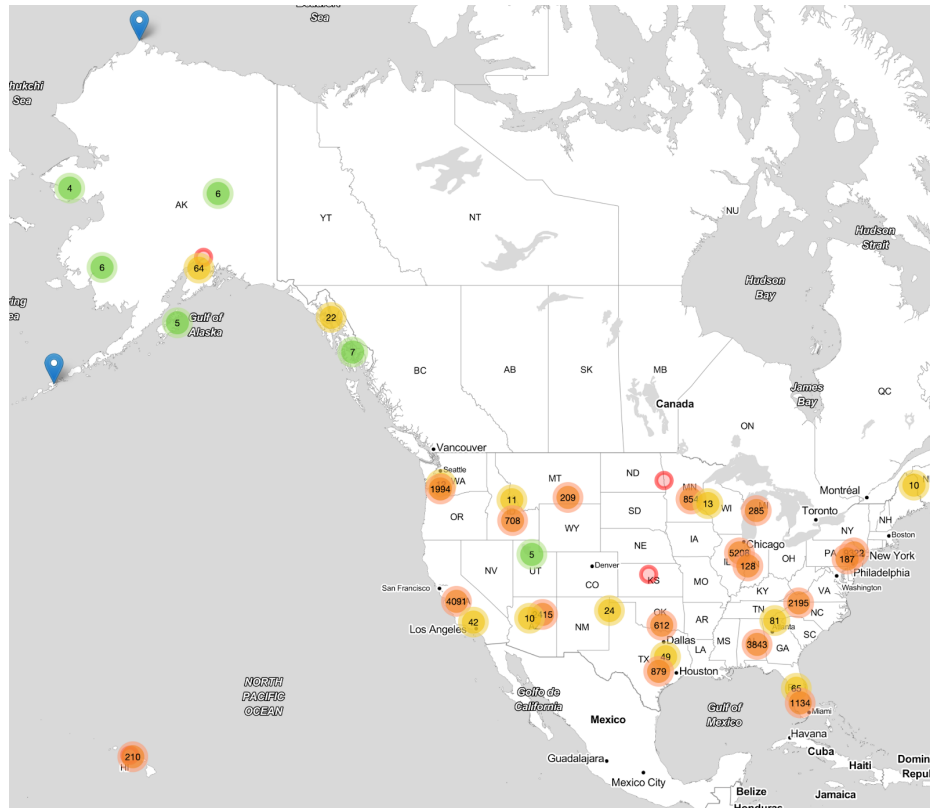 Sea
hukchi
Sea
4
6
AK
YT
NT
NU
Hudson
Strait
6
64
Hudson
Bay
ring
ea
5
Gulf of
Alaska
22
7
BC
AB
SK
MB
James
Bay
QC
Canada
ON
Vancouver
Seattle
WA
1994
MT
ND
MN
10
11
209
854
13
WI
285
Montréal
Toronto
OR
708
SD
WY
NY
NH
Boston
IA
Chicago
5208
128
OH
PA
187
New York
NE
5
NV
UT
Denver
CO
KS
MO
KY
VA
Philadelphia
Washington
San Francisco
4091
2195
NC
TN
Los Angeles
42
10
415
24
NM
OK
612
AR
81
SC
Dallas
MS
3843
GA
TX
49
LA
879
Houston
NORTH
PACIFIC
OCEAN
Golfo de
California
Gulf of
Mexico
65
1134
Miami
Mexico
Havana
Cuba
210
Guadalajara
Haiti
Mexico City
Belize
Jamaica